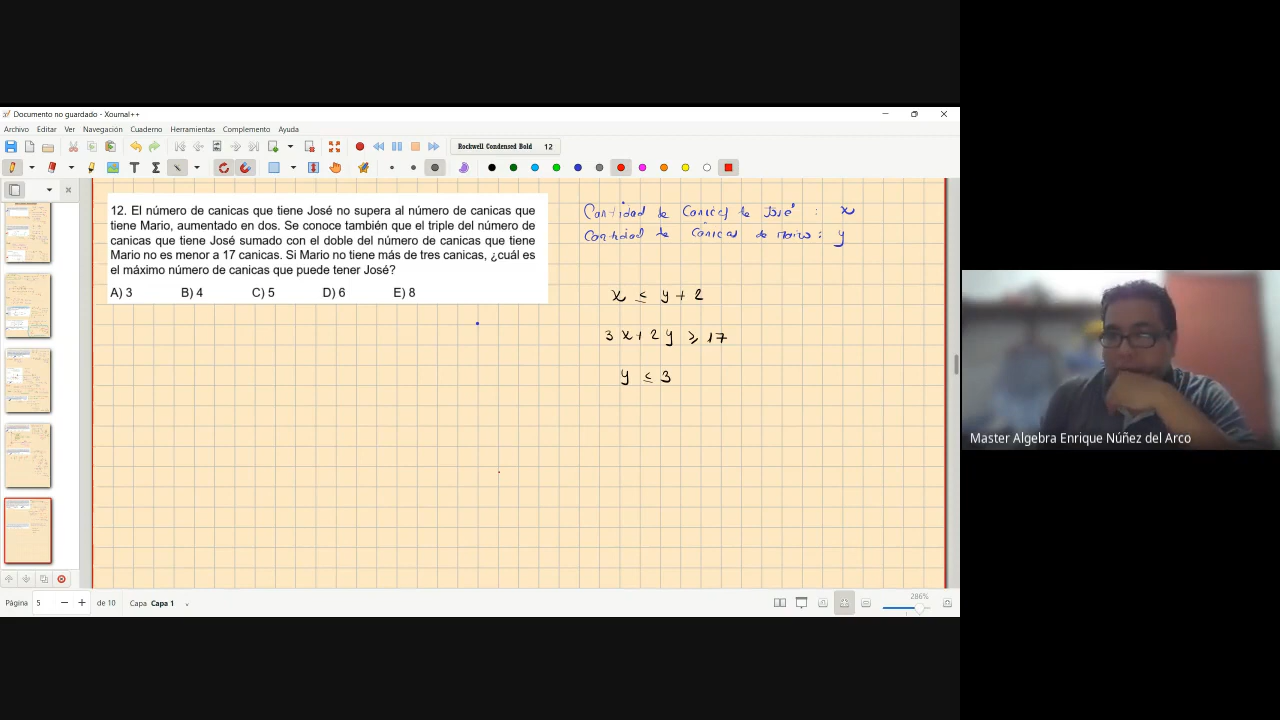 Documento no guardado - Xournal++
Archivo Editar Ver Navegación Cuaderno Herramientas Complemento Ayuda
Rockwell Condensed Bold 12
12. El número de canicas que tiene José no supera al número de canicas que
tiene Mario, aumentado en dos. Se conoce también que el triple del número de
canicas que tiene José sumado con el doble del número de canicas que tiene
Mario no es menor a 17 canicas. Si Mario no tiene más de tres canicas, ¿cuál es
el máximo número de canicas que puede tener José?
A) 3 B) 4 C) 5 D) 6 E) 8
Cantidad de Canicas de José : x
Cantidad de Canicas de Mario : y
x ≤ y + 2
3x + 2y ≥ 17
y ≤ 3
Master Algebra Enrique Núñez del Arco
Página 5 de 10 Capa Capa 1 286%